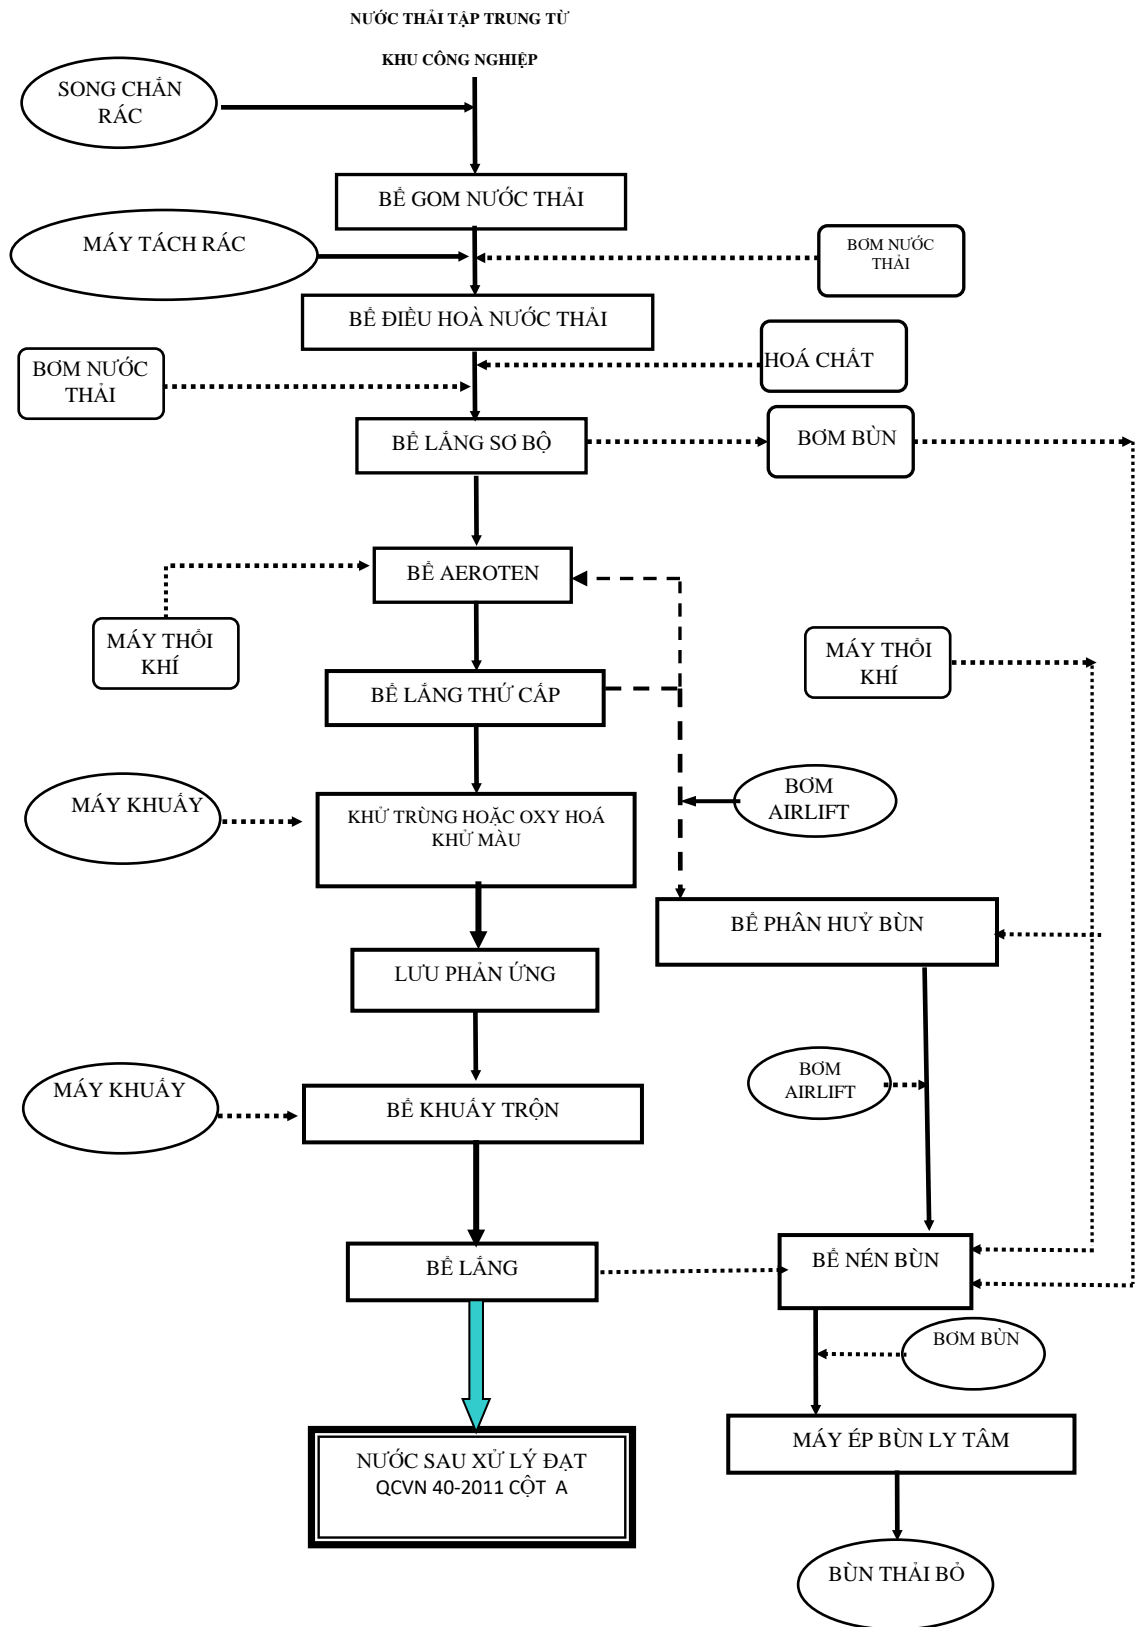 NƯỚC THẢI TẬP TRUNG TỪ
KHU CÔNG NGHIỆP
SONG CHẮN
RÁC
BỂ GOM NƯỚC THẢI
MÁY TÁCH RÁC
BƠM NƯỚC
THẢI
BỂ ĐIỀU HOÀ NƯỚC THẢI
BƠM NƯỚC
THẢI
HOÁ CHẤT
BỂ LẮNG SƠ BỘ
BƠM BÙN
BỂ AEROTEN
MÁY THỔI
KHÍ
MÁY THỔI
KHÍ
BỂ LẮNG THỨ CẤP
MÁY KHUẤY
KHỬ TRÙNG HOẶC OXY HOÁ
KHỬ MÀU
BƠM
AIRLIFT
BỂ PHÂN HUỶ BÙN
LƯU PHẢN ỨNG
MÁY KHUẤY
BỂ KHUẤY TRỘN
BƠM
AIRLIFT
BỂ LẮNG
BỂ NÉN BÙN
BƠM BÙN
MÁY ÉP BÙN LY TÂM
NƯỚC SAU XỬ LÝ ĐẠT
QCVN 40-2011 CỘT A
BÙN THẢI BỎ